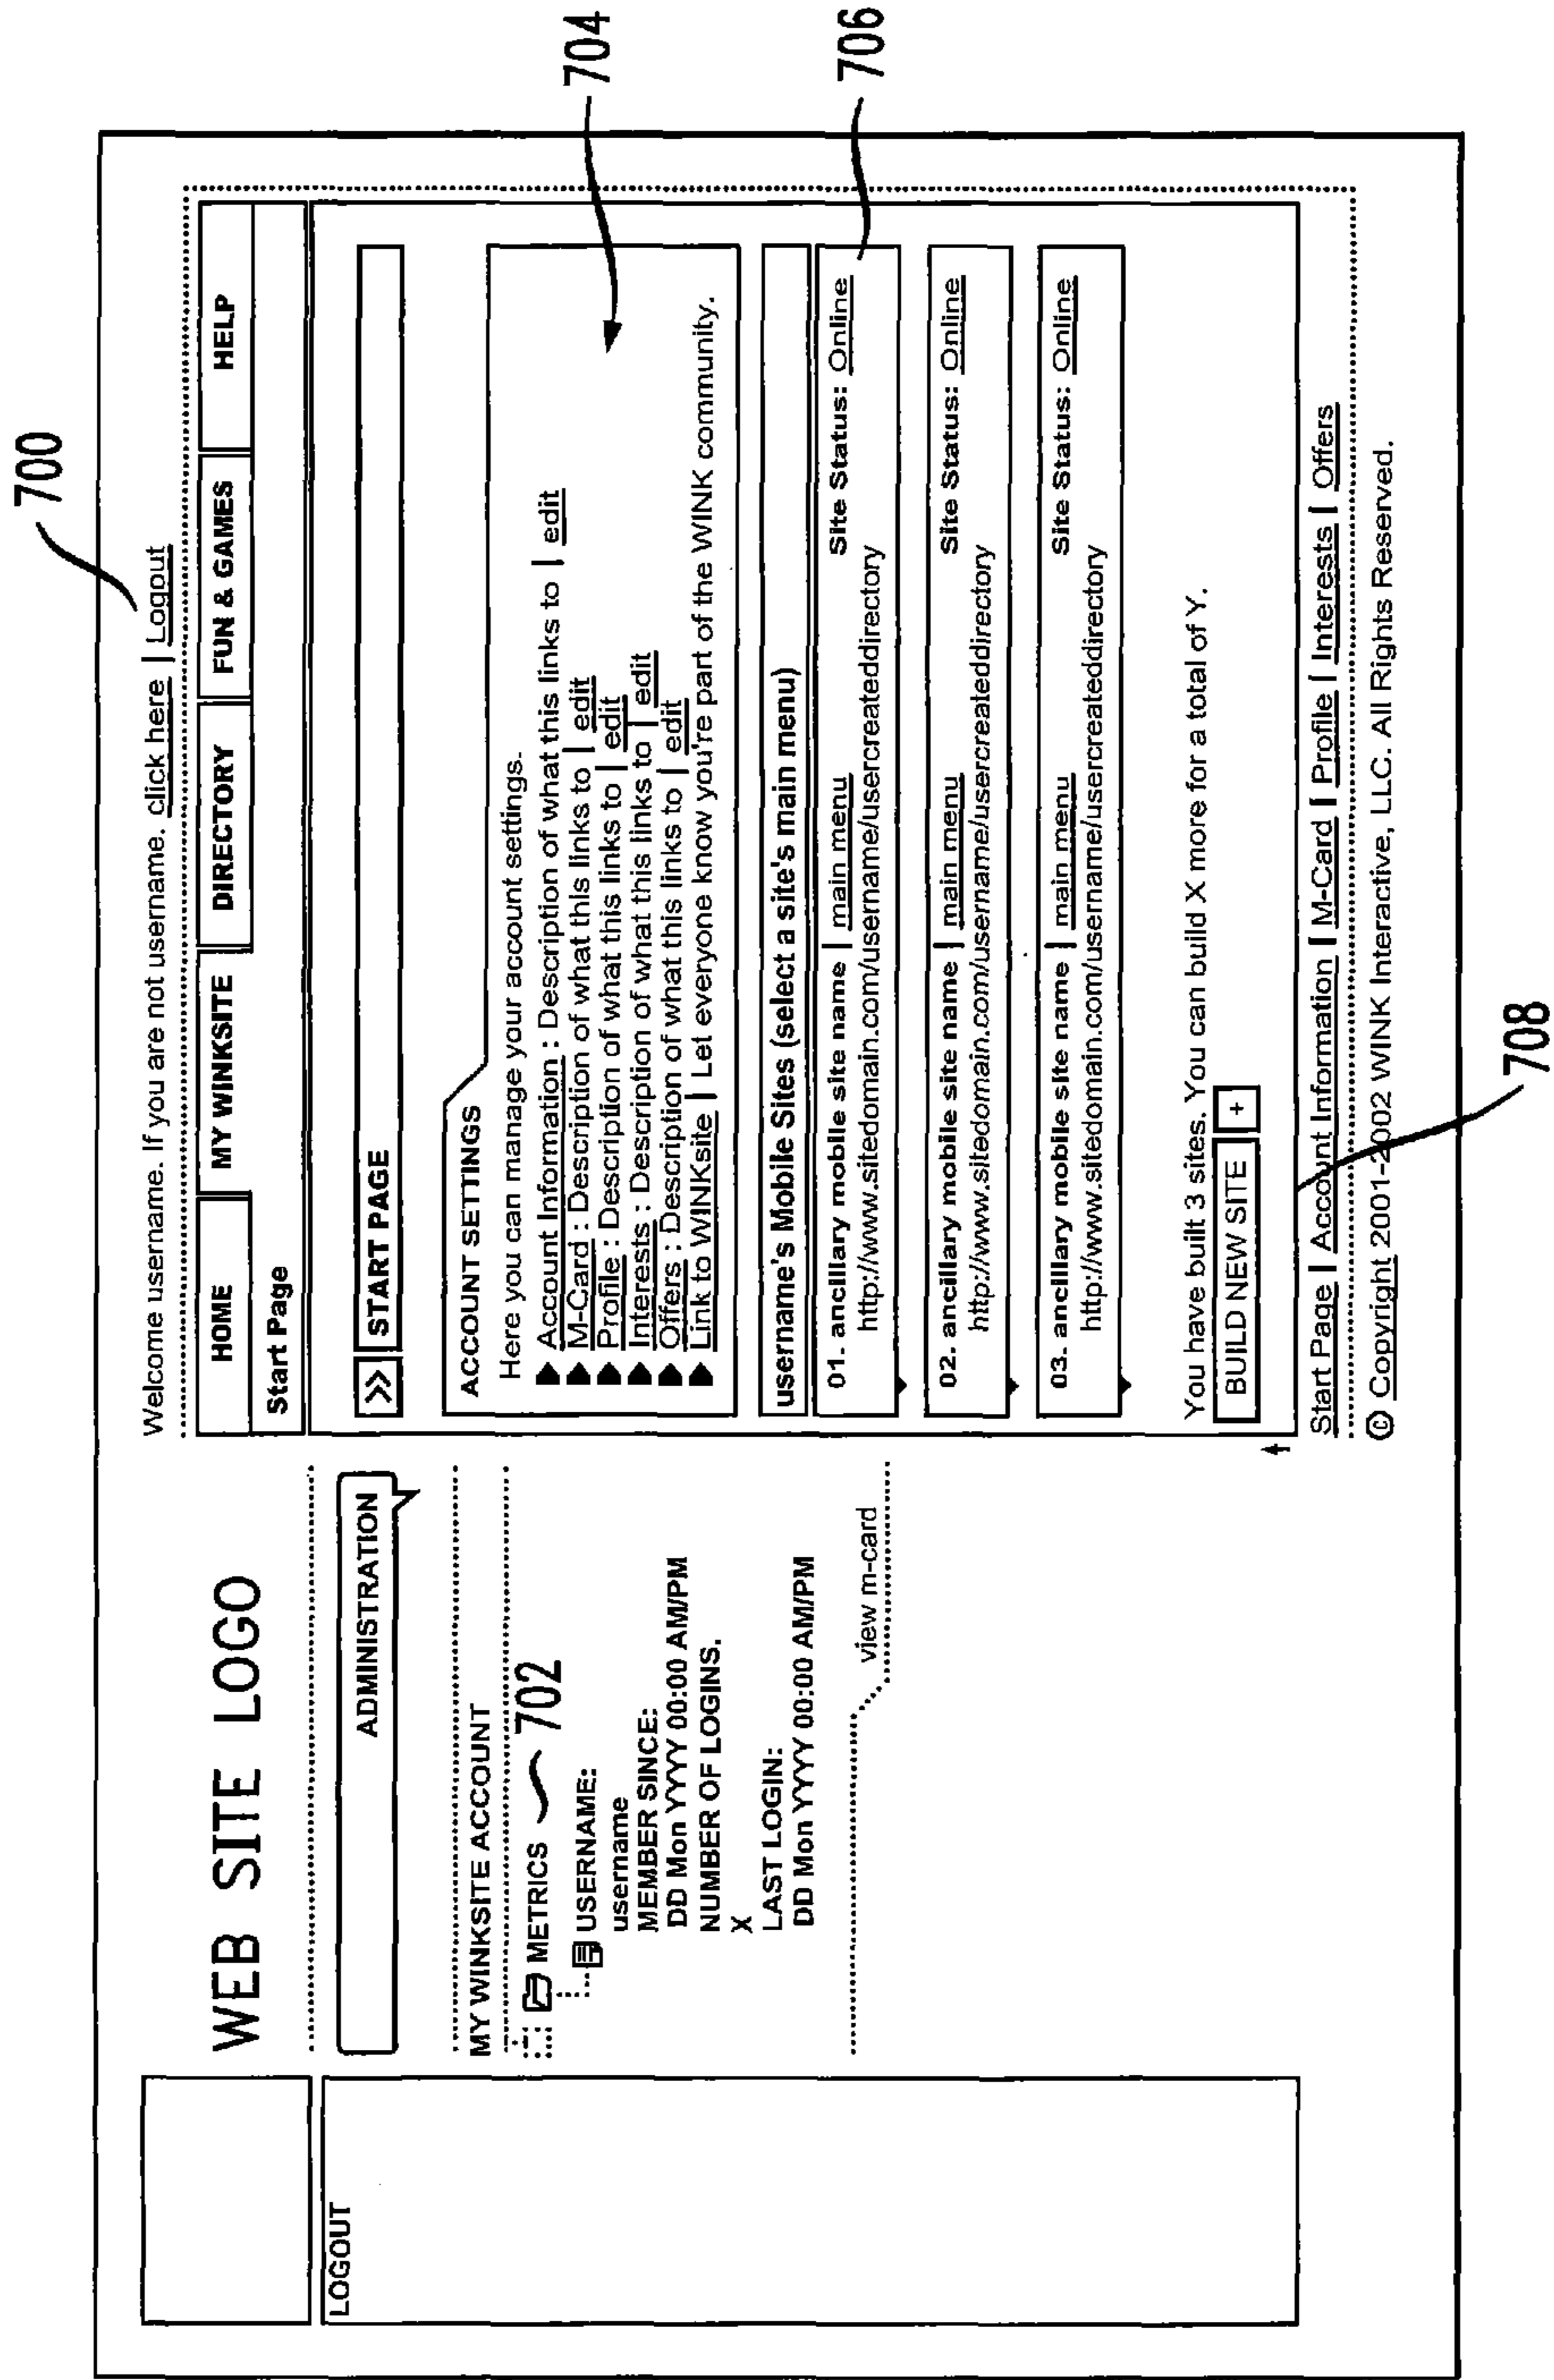 700
Welcome username. If you are not username. click here | Logout
WEB SITE LOGO
HOME
MY WINKSITE
DIRECTORY
FUN & GAMES
HELP
Start Page
LOGOUT
ADMINISTRATION
MY WINKSITE ACCOUNT
METRICS
702
USERNAME:
username
MEMBER SINCE:
DD Mon YYYY 00:00 AM/PM
NUMBER OF LOGINS.
X
LAST LOGIN:
DD Mon YYYY 00:00 AM/PM
view m-card
>> START PAGE
ACCOUNT SETTINGS
Here you can manage your account settings.
Account Information : Description of what this links to | edit
M-Card : Description of what this links to | edit
Profile : Description of what this links to | edit
Interests : Description of what this links to | edit
Offers : Description of what this links to | edit
Link to WINKsite | Let everyone know you're part of the WINK community.
704
username's Mobile Sites (select a site's main menu)
01. ancillary mobile site name | main menu Site Status: Online
http://www.sitedomain.com/username/usercreateddirectory
706
02. ancillary mobile site name | main menu Site Status: Online
http://www.sitedomain.com/username/usercreateddirectory
03. ancillary mobile site name | main menu Site Status: Online
http://www.sitedomain.com/username/usercreateddirectory
You have built 3 sites. You can build X more for a total of Y.
BUILD NEW SITE +
Start Page | Account Information | M-Card | Profile | Interests | Offers
© Copyright 2001-2002 WINK Interactive, LLC. All Rights Reserved.
708